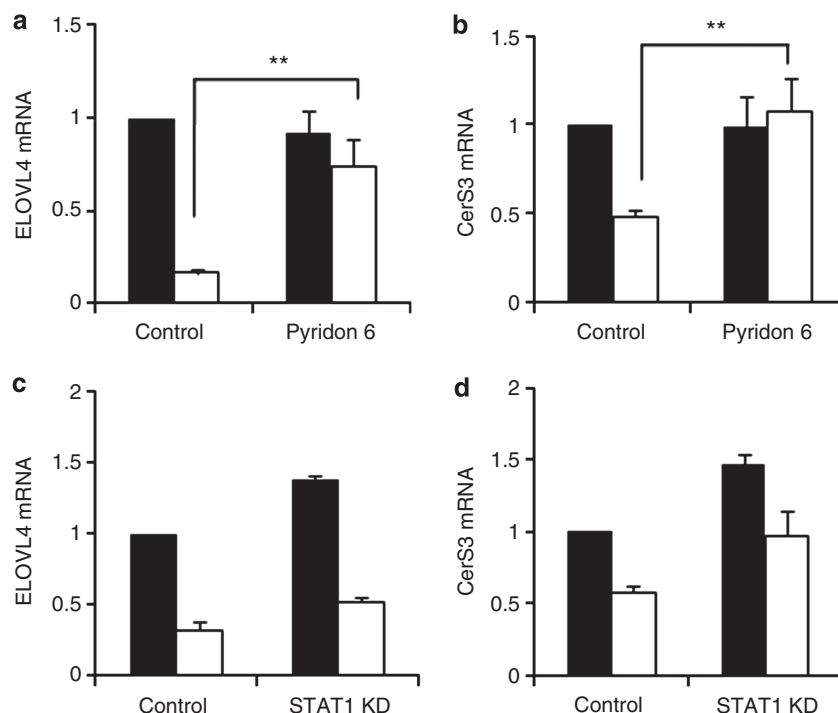 a
1.5
1
0.5
0
ELOVL4 mRNA
**
Control Pyridon 6
b
1.5
1
0.5
0
CerS3 mRNA
**
Control Pyridon 6
c
2
1.5
1
0.5
0
ELOVL4 mRNA
Control STAT1 KD
d
2
1.5
1
0.5
0
CerS3 mRNA
Control STAT1 KD